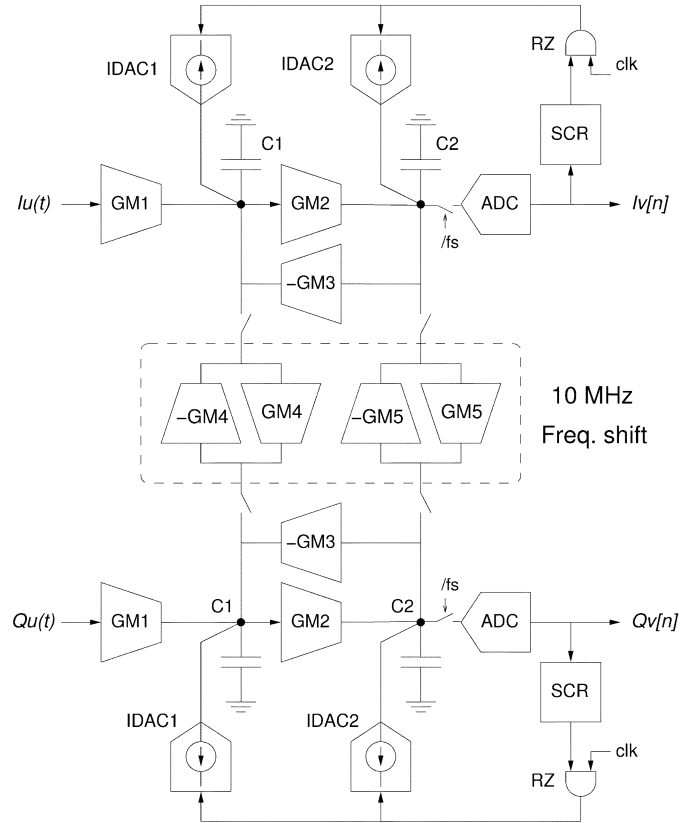 RZ
clk
IDAC1
IDAC2
SCR
C1
C2
Iu(t)
GM1
GM2
ADC
Iv[n]
/fs
−GM3
−GM4
GM4
−GM5
GM5
10 MHz
Freq. shift
−GM3
/fs
Qu(t)
GM1
C1
GM2
C2
ADC
Qv[n]
SCR
IDAC1
IDAC2
clk
RZ